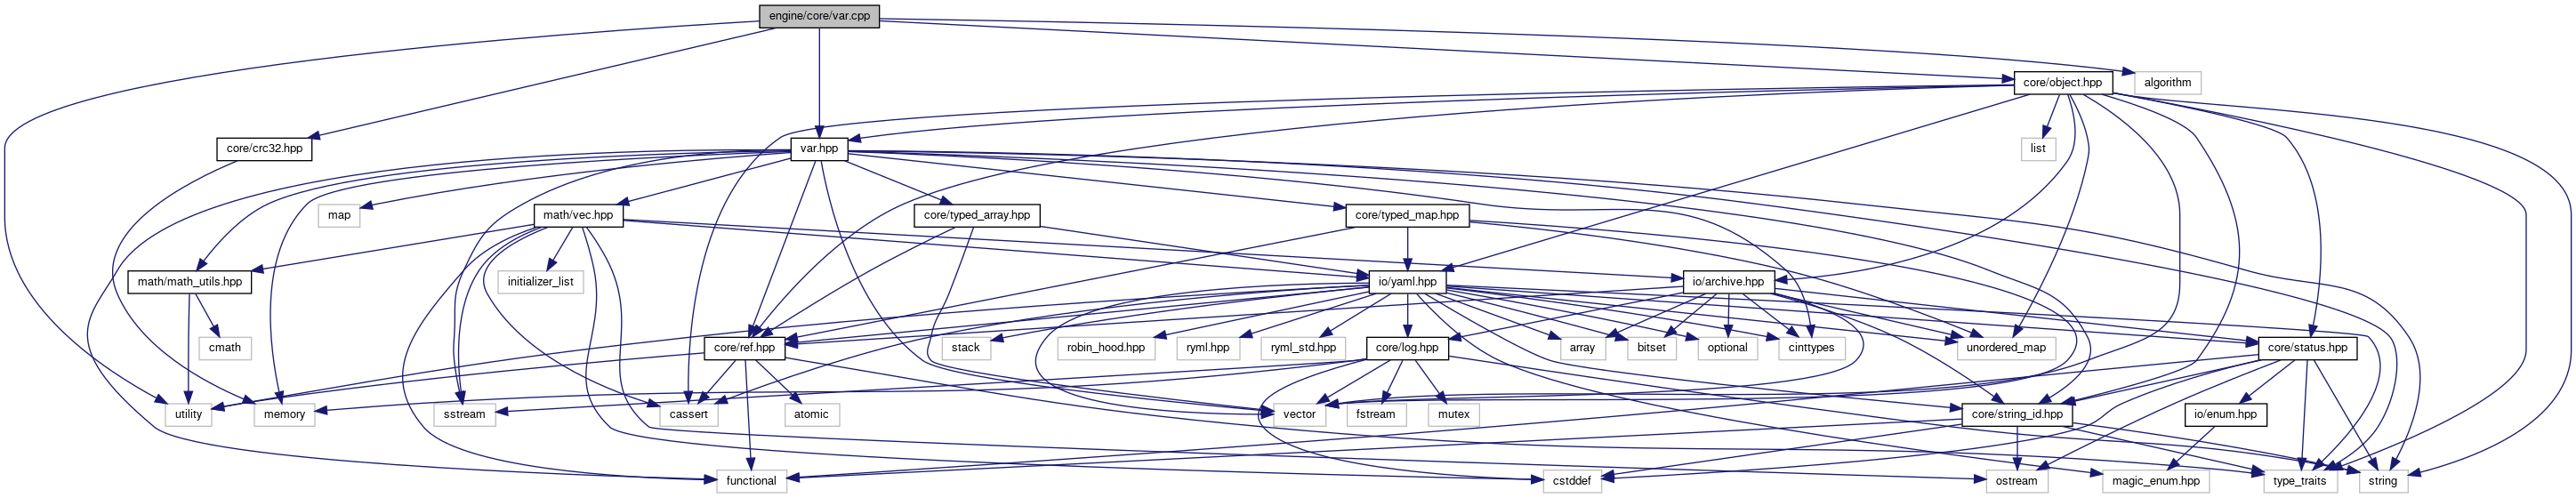 engine/core/var.cpp
core/object.hpp
algorithm
core/crc32.hpp
var.hpp
list
map
math/vec.hpp
core/typed_array.hpp
core/typed_map.hpp
math/math_utils.hpp
initializer_list
io/yaml.hpp
io/archive.hpp
cmath
core/ref.hpp
stack
robin_hood.hpp
ryml.hpp
ryml_std.hpp
core/log.hpp
array
bitset
optional
cinttypes
unordered_map
core/status.hpp
utility
memory
sstream
cassert
atomic
vector
fstream
mutex
core/string_id.hpp
io/enum.hpp
functional
cstddef
ostream
magic_enum.hpp
type_traits
string